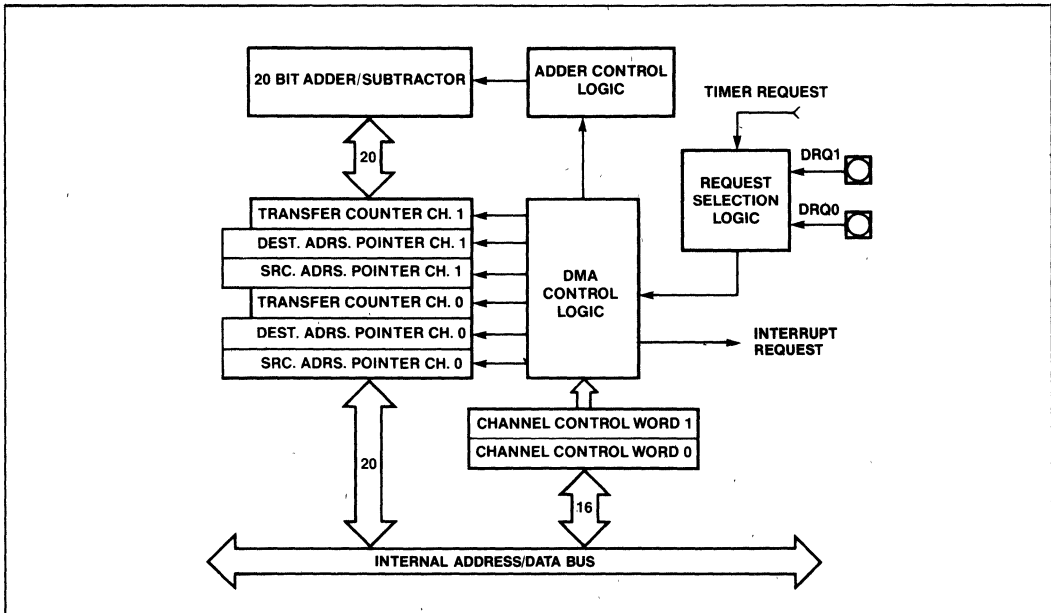 20 BIT ADDER/SUBTRACTOR
ADDER CONTROL
LOGIC
TIMER REQUEST
20
DRQ1
REQUEST
SELECTION
LOGIC
DRQ0
TRANSFER COUNTER CH. 1
DEST. ADRS. POINTER CH. 1
SRC. ADRS. POINTER CH. 1
TRANSFER COUNTER CH. 0
DEST. ADRS. POINTER CH. 0
SRC. ADRS. POINTER CH. 0
DMA
CONTROL
LOGIC
INTERRUPT
REQUEST
CHANNEL CONTROL WORD 1
CHANNEL CONTROL WORD 0
20
16
INTERNAL ADDRESS/DATA BUS